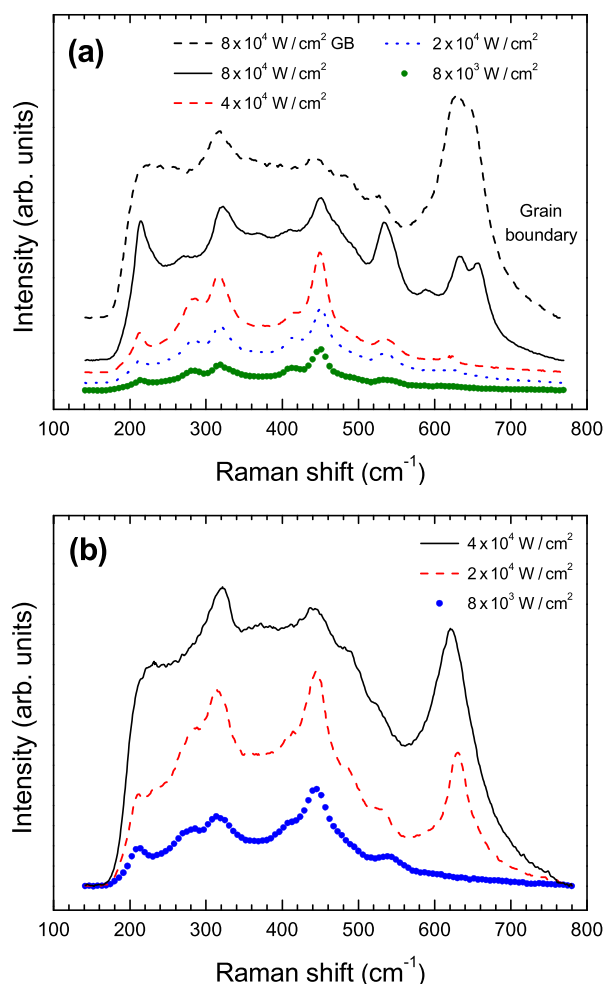 (a)
8 x 10⁴ W / cm² GB
8 x 10⁴ W / cm²
4 x 10⁴ W / cm²
2 x 10⁴ W / cm²
8 x 10³ W / cm²
Grain
boundary
Intensity (arb. units)
100 200 300 400 500 600 700 800
Raman shift (cm⁻¹)
(b)
4 x 10⁴ W / cm²
2 x 10⁴ W / cm²
8 x 10³ W / cm²
Intensity (arb. units)
100 200 300 400 500 600 700 800
Raman shift (cm⁻¹)